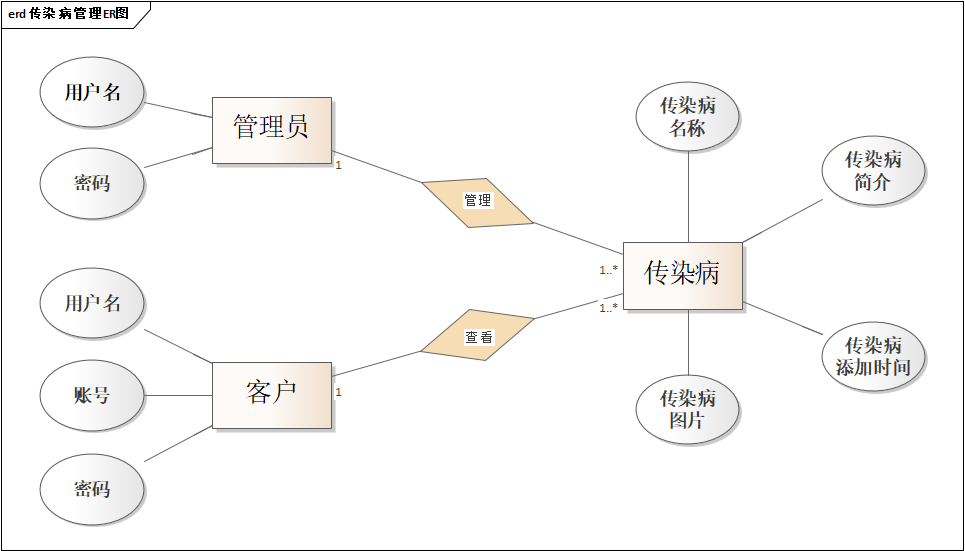 erd 传染病管理ER图
用户名
管理员
密码
1
管理
传染病
名称
传染病
简介
1..*
传染病
1..*
用户名
查看
客户
1
账号
密码
传染病
添加时间
传染病
图片